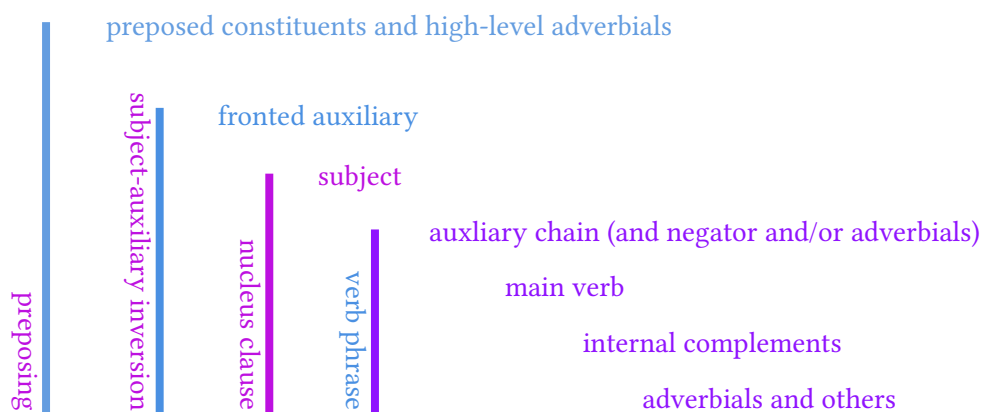 preposed constituents and high-level adverbials
fronted auxiliary
subject
auxliary chain (and negator and/or adverbials)
main verb
internal complements
adverbials and others
preposing
subject-auxiliary inversion
nucleus clause
verb phrase